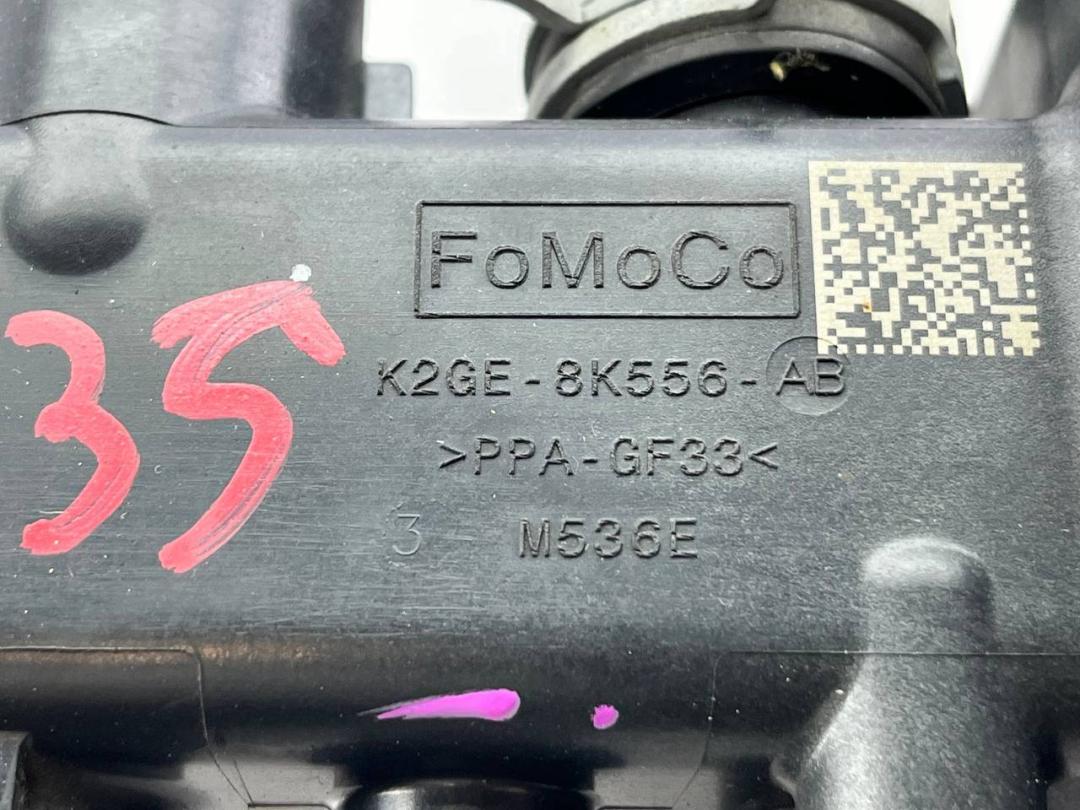 FoMoCo
35
K2GE-8K556-AB
>PPA-GF33<
3 M536E